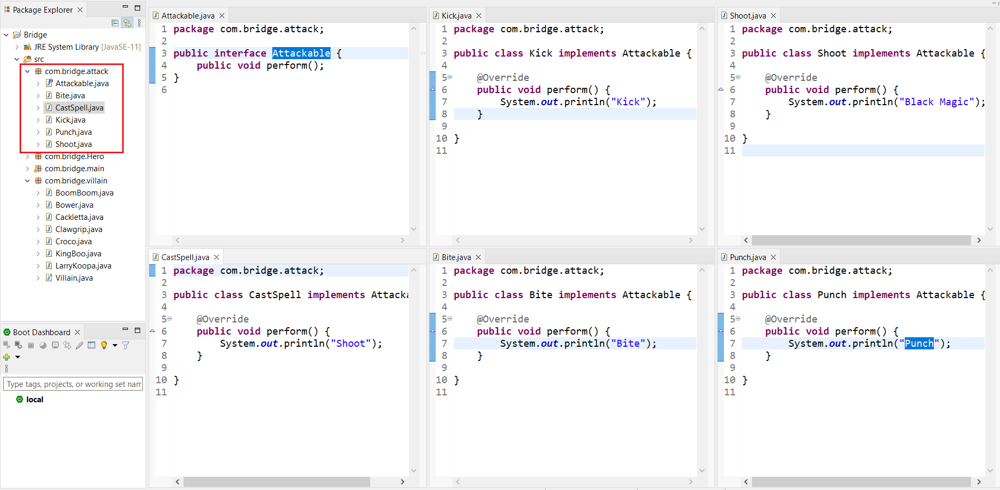 Package Explorer
Bridge
JRE System Library [JavaSE-11]
src
com.bridge.attack
Attackable.java
Bite.java
CastSpell.java
Kick.java
Punch.java
Shoot.java
com.bridge.Hero
com.bridge.main
com.bridge.villain
BoomBoom.java
Bower.java
Cackletta.java
Clawgrip.java
Croco.java
KingBoo.java
LarryKoopa.java
Villain.java
Boot Dashboard
Type tags, projects, or working set nam
local
Attackable.java
1 package com.bridge.attack;
2
3 public interface Attackable {
4     public void perform();
5 }
6
Kick.java
1 package com.bridge.attack;
2
3 public class Kick implements Attackable {
4
5     @Override
6     public void perform() {
7         System.out.println("Kick");
8     }
9
10 }
11
Shoot.java
1 package com.bridge.attack;
2
3 public class Shoot implements Attackable {
4
5     @Override
6     public void perform() {
7         System.out.println("Black Magic");
8     }
9
10 }
11
CastSpell.java
1 package com.bridge.attack;
2
3 public class CastSpell implements Attacka
4
5     @Override
6     public void perform() {
7         System.out.println("Shoot");
8     }
9
10 }
11
Bite.java
1 package com.bridge.attack;
2
3 public class Bite implements Attackable {
4
5     @Override
6     public void perform() {
7         System.out.println("Bite");
8     }
9
10 }
11
Punch.java
1 package com.bridge.attack;
2
3 public class Punch implements Attackable {
4
5     @Override
6     public void perform() {
7         System.out.println("Punch");
8     }
9
10 }
11